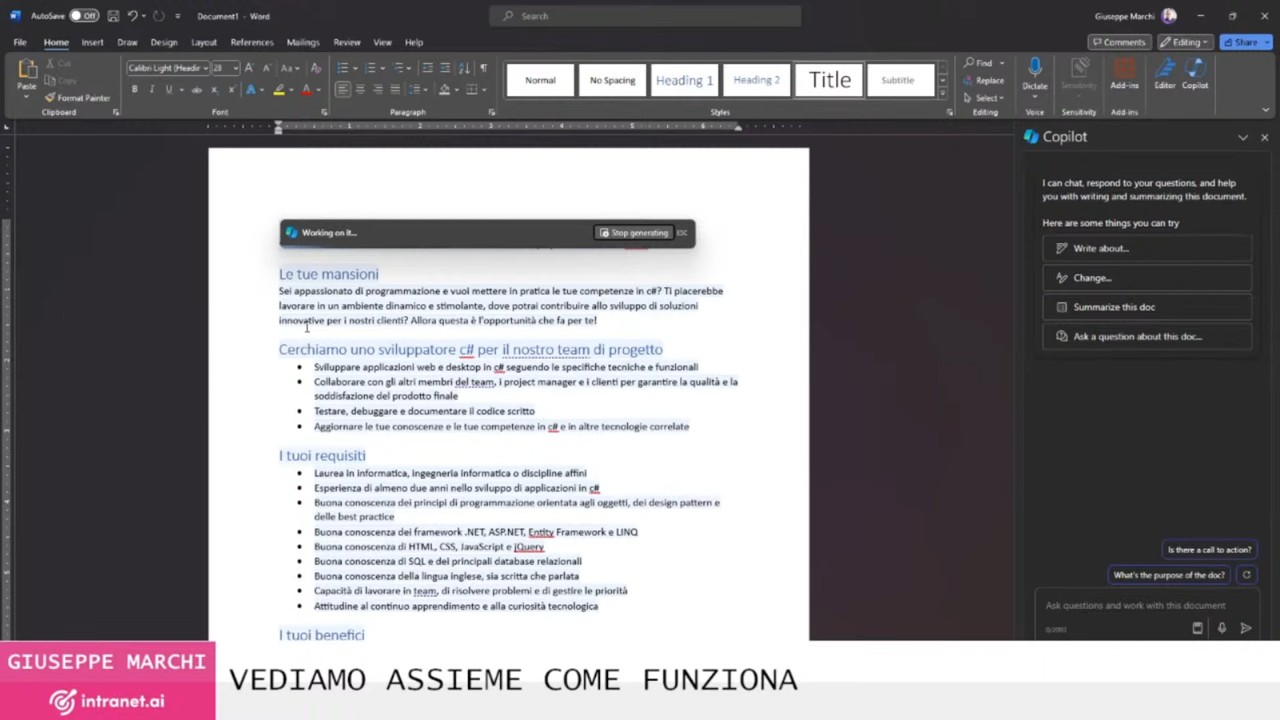 AutoSave Off Document1 - Word Search Giuseppe Marchi
File Home Insert Draw Design Layout References Mailings Review View Help Comments Editing Share
Paste Cut Copy Format Painter
Calibri Light (Headir 28
Normal No Spacing Heading 1 Heading 2 Title Subtitle
Find Replace Select
Dictate Sensitivity Add-ins Editor Copilot
Clipboard Font Paragraph Styles Editing Voice Sensitivity Add-ins
Working on it... Stop generating ESC
Le tue mansioni
Sei appassionato di programmazione e vuoi mettere in pratica le tue competenze in c#? Ti piacerebbe
lavorare in un ambiente dinamico e stimolante, dove potrai contribuire allo sviluppo di soluzioni
innovative per i nostri clienti? Allora questa è l'opportunità che fa per te!
Cerchiamo uno sviluppatore c# per il nostro team di progetto
Sviluppare applicazioni web e desktop in c# seguendo le specifiche tecniche e funzionali
Collaborare con gli altri membri del team, i project manager e i clienti per garantire la qualità e la
soddisfazione del prodotto finale
Testare, debuggare e documentare il codice scritto
Aggiornare le tue conoscenze e le tue competenze in c# e in altre tecnologie correlate
I tuoi requisiti
Laurea in informatica, ingegneria informatica o discipline affini
Esperienza di almeno due anni nello sviluppo di applicazioni in c#
Buona conoscenza dei principi di programmazione orientata agli oggetti, dei design pattern e
delle best practice
Buona conoscenza dei framework .NET, ASP.NET, Entity Framework e LINQ
Buona conoscenza di HTML, CSS, JavaScript e jQuery
Buona conoscenza di SQL e dei principali database relazionali
Buona conoscenza della lingua inglese, sia scritta che parlata
Capacità di lavorare in team, di risolvere problemi e di gestire le priorità
Attitudine al continuo apprendimento e alla curiosità tecnologica
I tuoi benefici
Copilot
I can chat, respond to your questions, and help
you with writing and summarizing this document.
Here are some things you can try
Write about...
Change...
Summarize this doc
Ask a question about this doc...
Is there a call to action?
What's the purpose of the doc?
Ask questions and work with this document
GIUSEPPE MARCHI
intranet.ai
VEDIAMO ASSIEME COME FUNZIONA